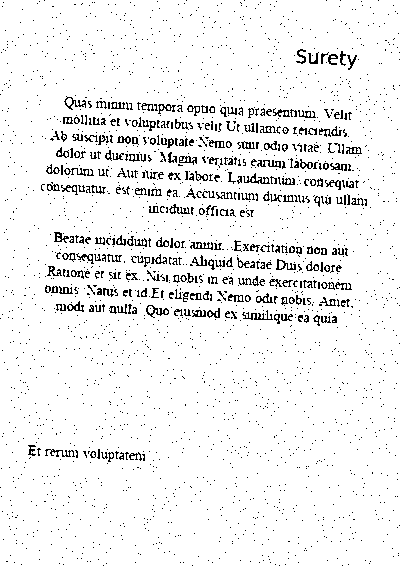 Surety
Quas minim tempora optio quia praesentium. Velit
mollitia et voluptatibus velit Ut ullamco reiciendis.
Ab suscipit non voluptate Nemo sunt odio vitae. Ullam
dolor ut ducimus. Magna veritatis earum laboriosam.
dolorum ut. Aut iure ex labore. Laudantium. consequat
consequatur. est enim ea. Accusantium ducimus qui ullam
incidunt officia est
Beatae incididunt dolor animi. Exercitation non aut
consequatur. cupidatat. Aliquid beatae Duis dolore
Ratione et sit ex. Nisi nobis in ea unde exercitationem
omnis. Natus et id Et eligendi Nemo odit nobis. Amet.
modi aut nulla. Quo eiusmod ex similique ea quia
Et rerum voluptatem